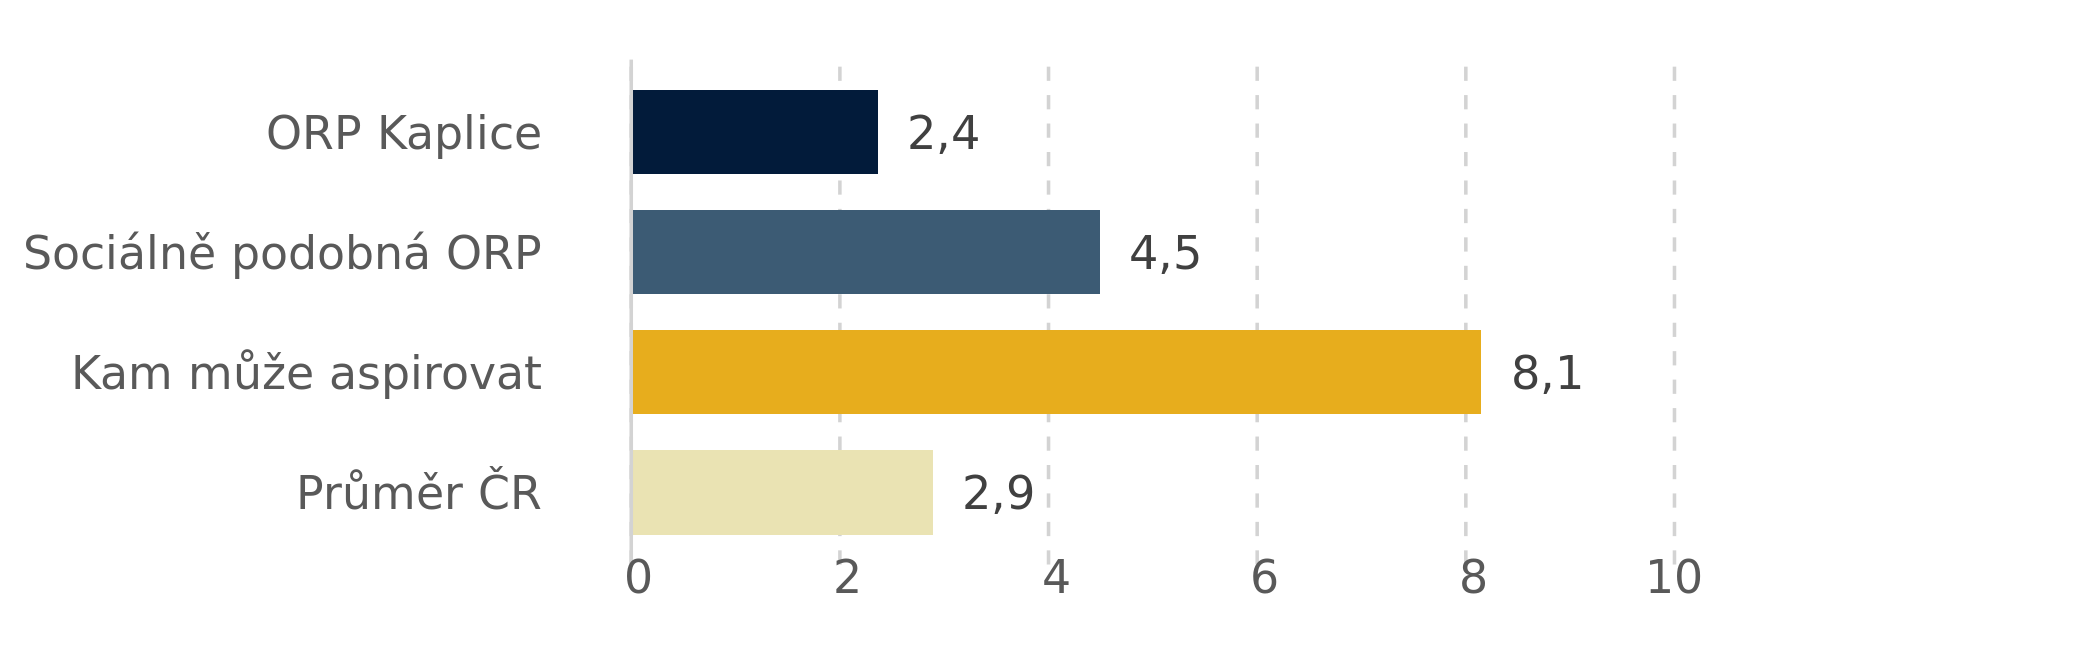 ORP Kaplice 2,4
Sociálně podobná ORP 4,5
Kam může aspirovat 8,1
Průměr ČR 2,9
0 2 4 6 8 10